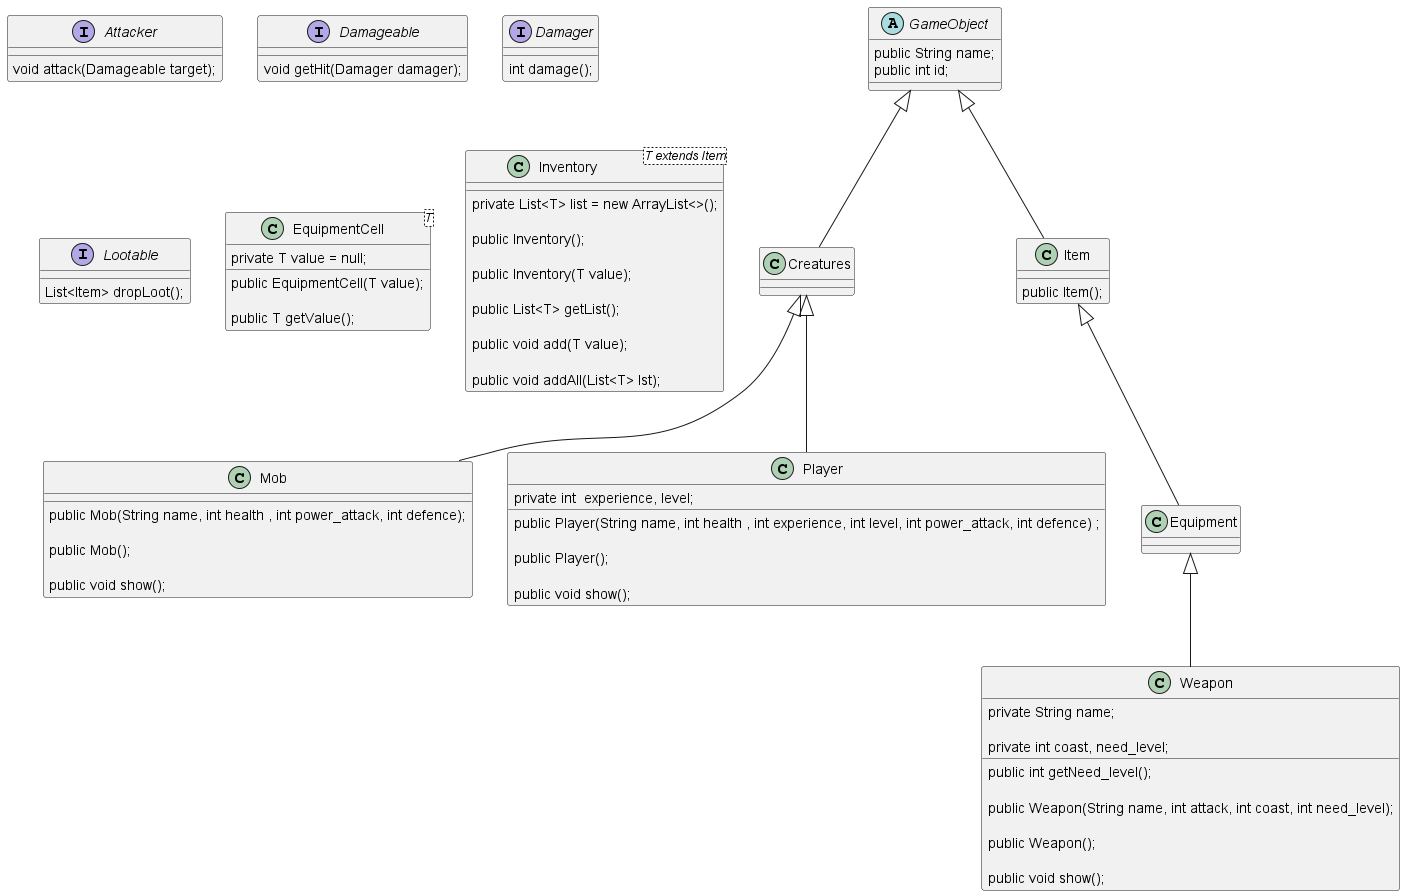 I Attacker
void attack(Damageable target);
I Damageable
void getHit(Damager damager);
I Damager
int damage();
A GameObject
public String name;
public int id;
I Lootable
List<Item> dropLoot();
C EquipmentCell
T
private T value = null;
public EquipmentCell(T value);
public T getValue();
C Inventory
T extends Item
private List<T> list = new ArrayList<>();
public Inventory();
public Inventory(T value);
public List<T> getList();
public void add(T value);
public void addAll(List<T> lst);
C Creatures
C Item
public Item();
C Mob
public Mob(String name, int health , int power_attack, int defence);
public Mob();
public void show();
C Player
private int  experience, level;
public Player(String name, int health , int experience, int level, int power_attack, int defence) ;
public Player();
public void show();
C Equipment
C Weapon
private String name;
private int coast, need_level;
public int getNeed_level();
public Weapon(String name, int attack, int coast, int need_level);
public Weapon();
public void show();